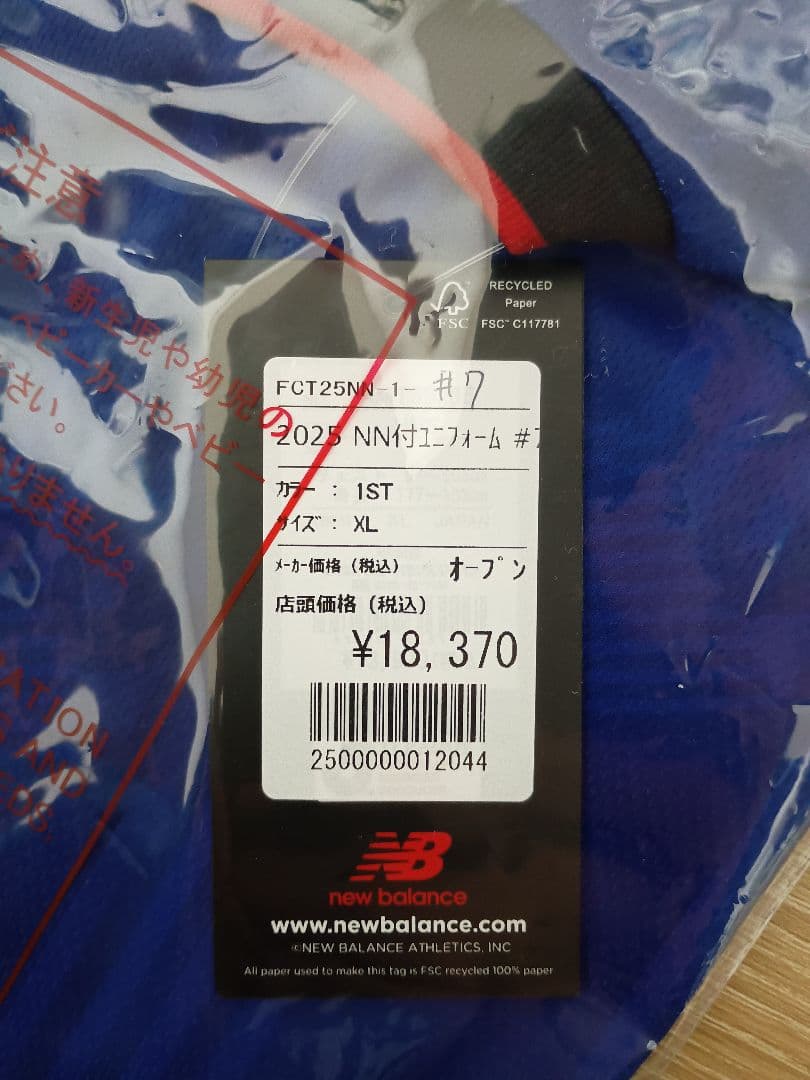 ご注意
ため、新生児や幼児の
ベビーカーやベビー
ださい。
ありません。
RECYCLED
Paper
FSC
FSC™ C117781
FCT25NN-1- #7
2025 NN付ユニフォーム #7
カラー : 1ST
サイズ : XL
メーカー価格(税込) オープン
店頭価格(税込)
¥18,370
2500000012044
NB
new balance
www.newbalance.com
©NEW BALANCE ATHLETICS, INC
All paper used to make this tag is FSC recycled 100% paper
AND